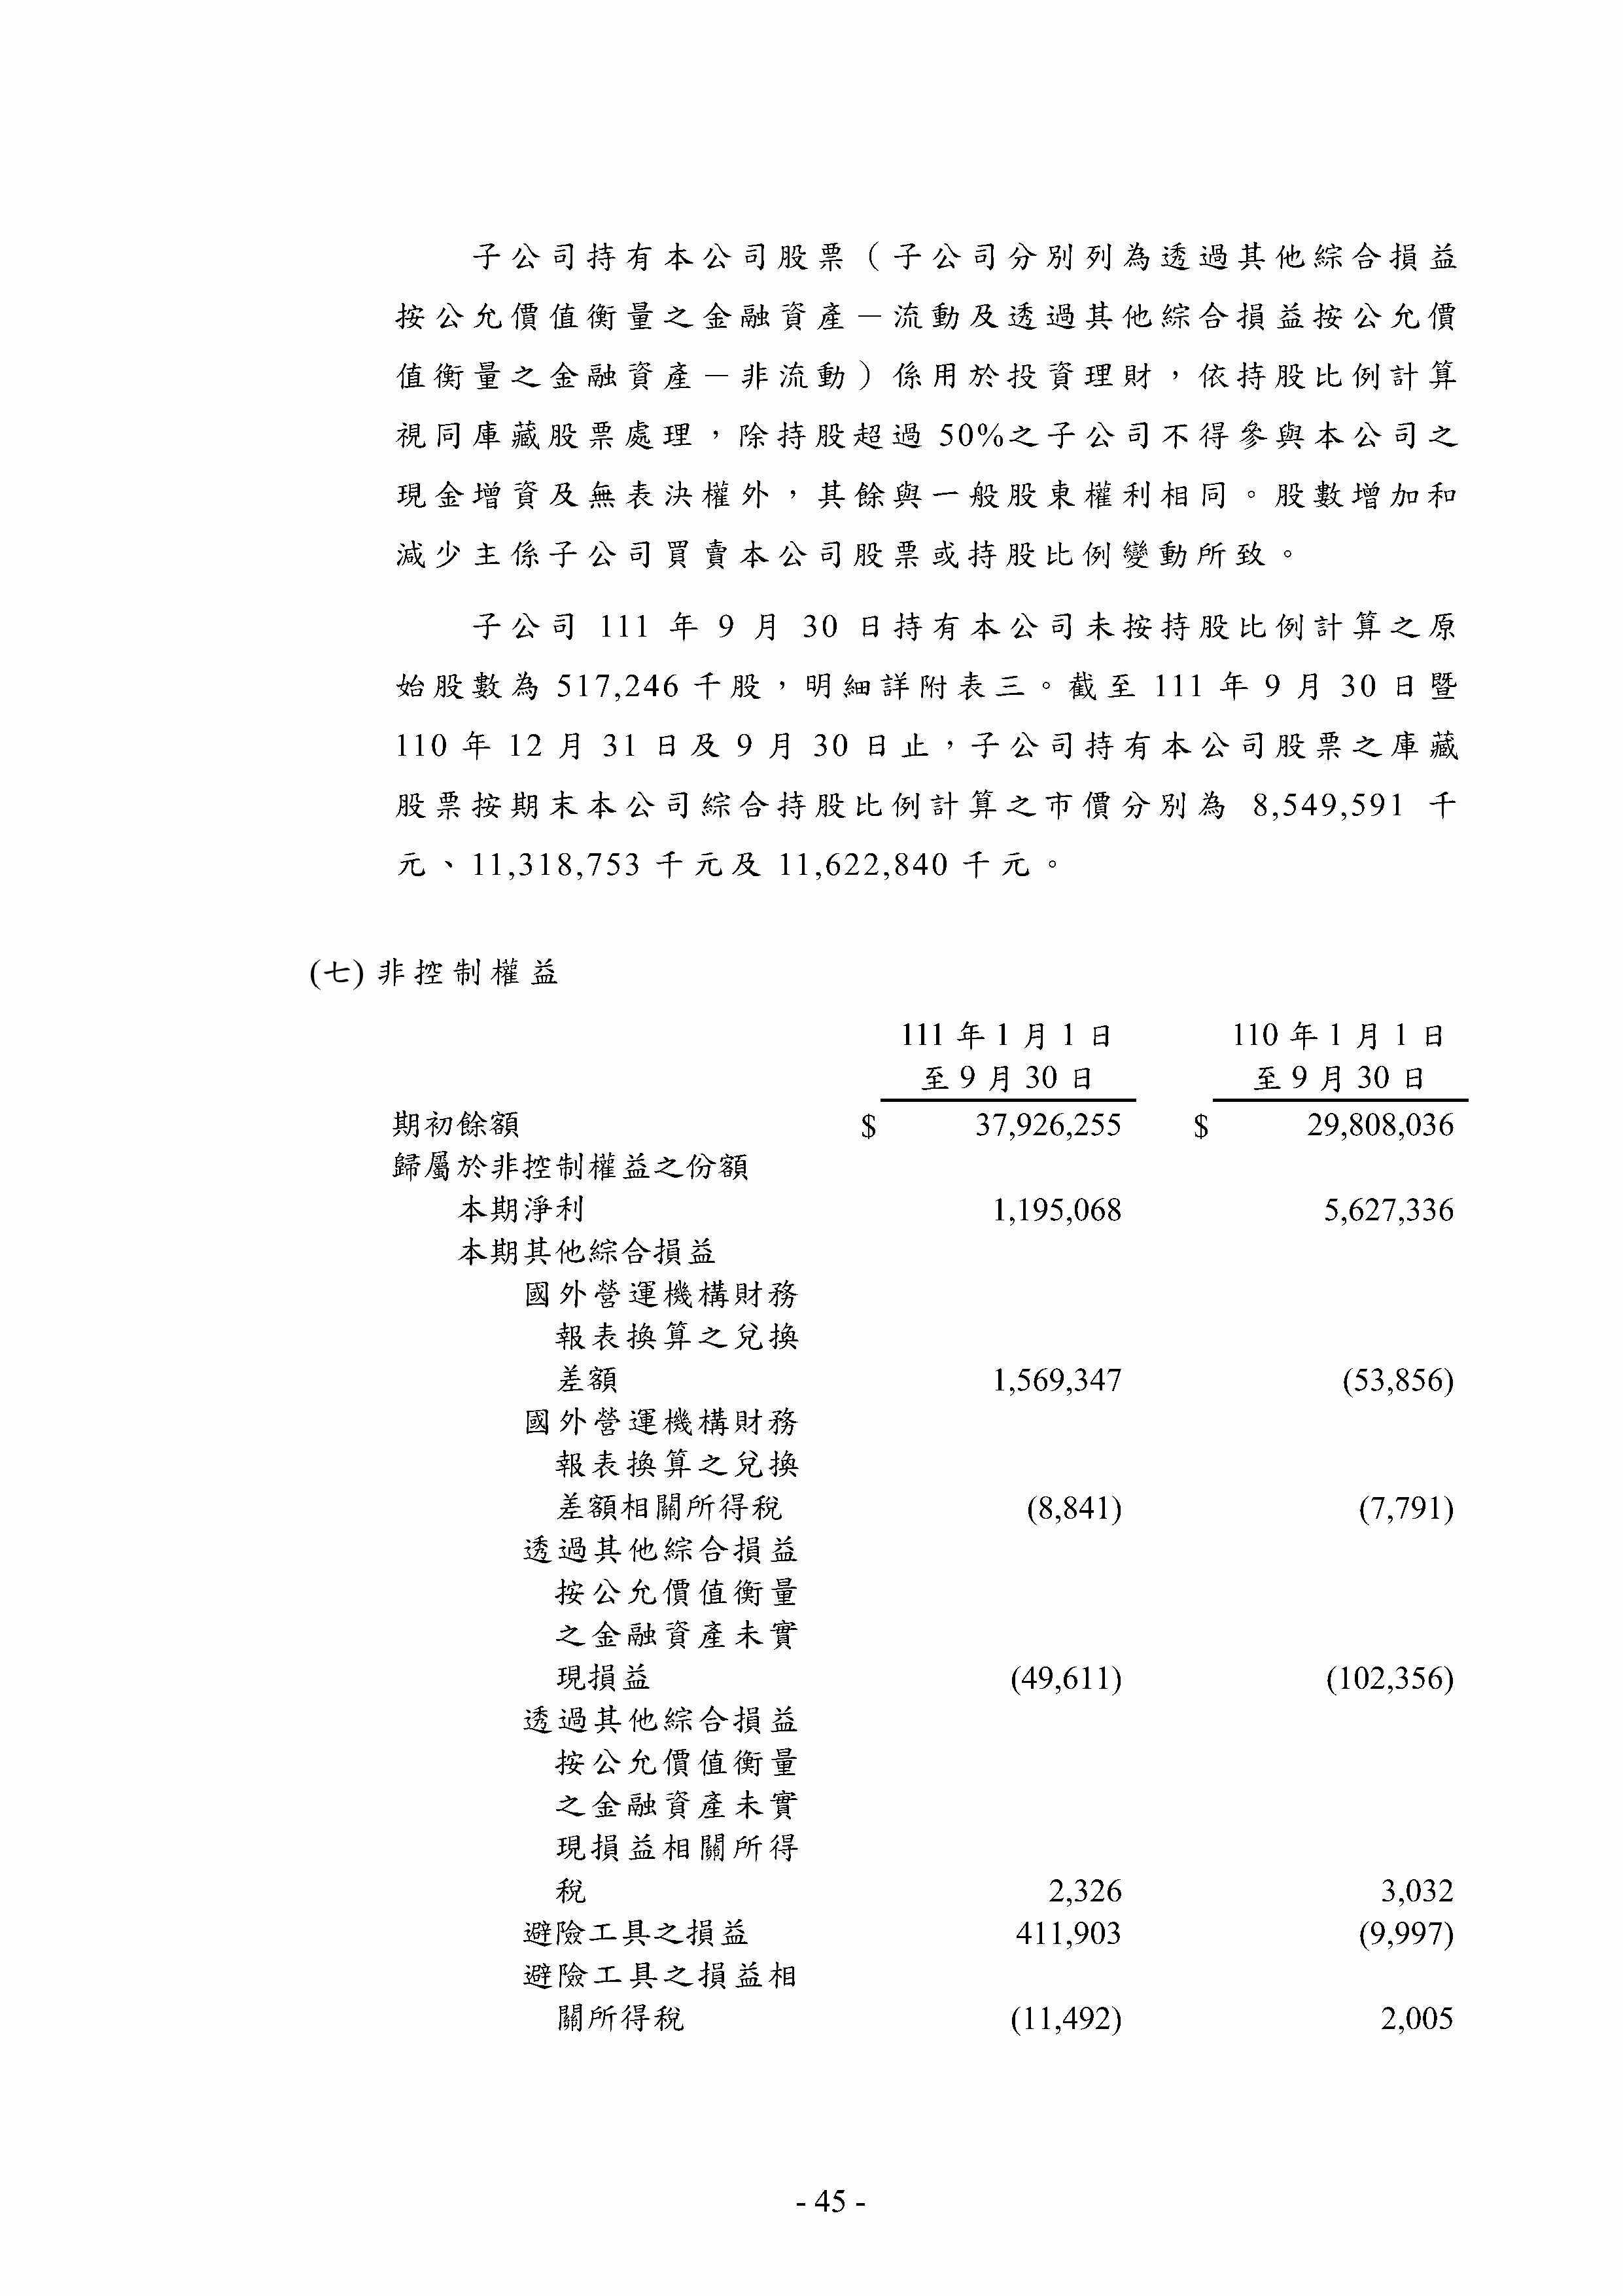 子公司持有本公司股票（子公司分別列為透過其他綜合損益
按公允價值衡量之金融資產－流動及透過其他綜合損益按公允價
值衡量之金融資產－非流動）係用於投資理財，依持股比例計算
視同庫藏股票處理，除持股超過 50%之子公司不得參與本公司之
現金增資及無表決權外，其餘與一般股東權利相同。股數增加和
減少主係子公司買賣本公司股票或持股比例變動所致。
子公司 111 年 9 月 30 日持有本公司未按持股比例計算之原
始股數為 517,246 千股，明細詳附表三。截至 111 年 9 月 30 日暨
110 年 12 月 31 日及 9 月 30 日止，子公司持有本公司股票之庫藏
股票按期末本公司綜合持股比例計算之市價分別為 8,549,591 千
元、11,318,753 千元及 11,622,840 千元。
(七) 非控制權益
111 年 1 月 1 日 110 年 1 月 1 日
至 9 月 30 日 至 9 月 30 日
期初餘額 $ 37,926,255 $ 29,808,036
歸屬於非控制權益之份額
本期淨利 1,195,068 5,627,336
本期其他綜合損益
國外營運機構財務
報表換算之兌換
差額 1,569,347 (53,856)
國外營運機構財務
報表換算之兌換
差額相關所得稅 (8,841) (7,791)
透過其他綜合損益
按公允價值衡量
之金融資產未實
現損益 (49,611) (102,356)
透過其他綜合損益
按公允價值衡量
之金融資產未實
現損益相關所得
稅 2,326 3,032
避險工具之損益 411,903 (9,997)
避險工具之損益相
關所得稅 (11,492) 2,005
- 45 -